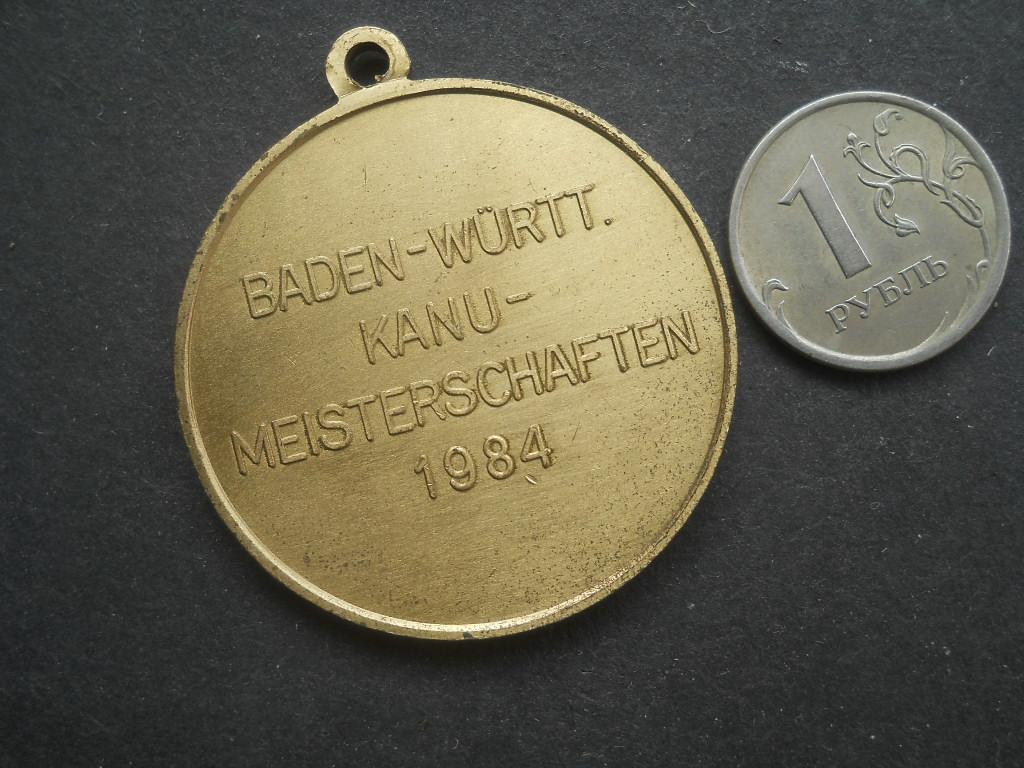 BADEN-WÜRTT.
KANU-
MEISTERSCHAFTEN
1984
1
РУБЛЬ